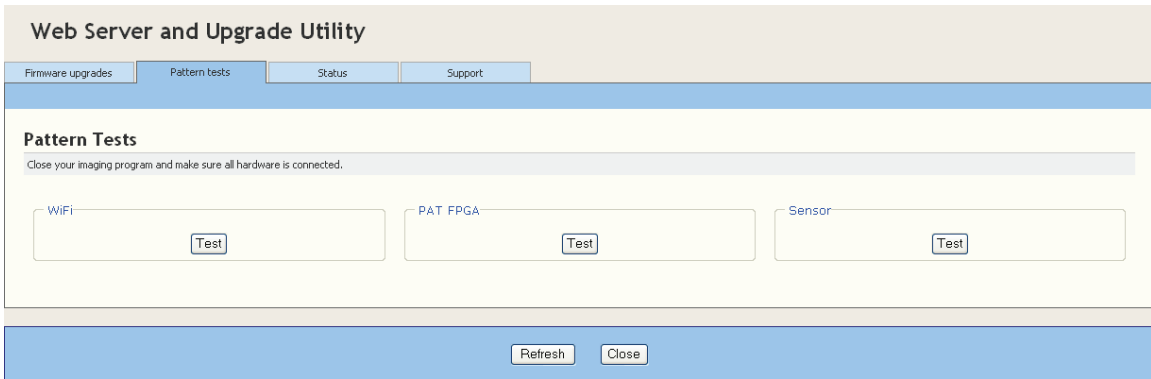 Web Server and Upgrade Utility
Firmware upgrades Pattern tests Status Support
Pattern Tests
Close your imaging program and make sure all hardware is connected.
WiFi PAT FPGA Sensor
Test Test Test
Refresh Close